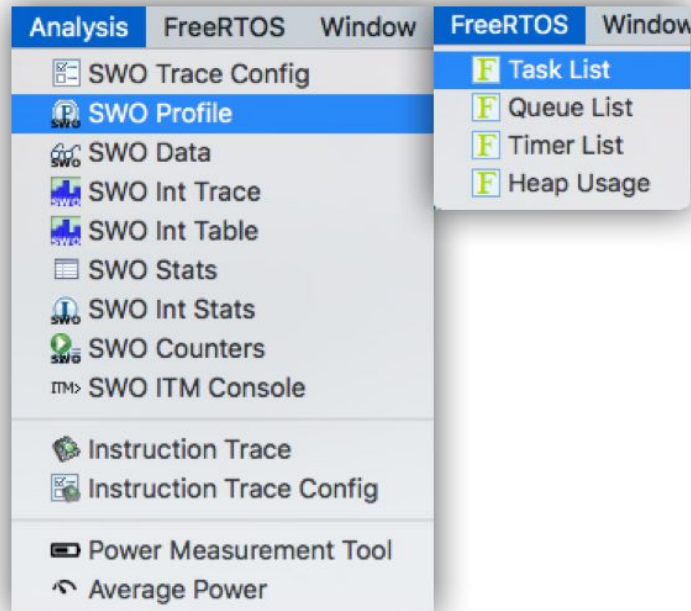 Analysis FreeRTOS Window
SWO Trace Config
SWO Profile
SWO Data
SWO Int Trace
SWO Int Table
SWO Stats
SWO Int Stats
SWO Counters
ITM> SWO ITM Console
Instruction Trace
Instruction Trace Config
Power Measurement Tool
Average Power
FreeRTOS Window
F Task List
F Queue List
F Timer List
F Heap Usage